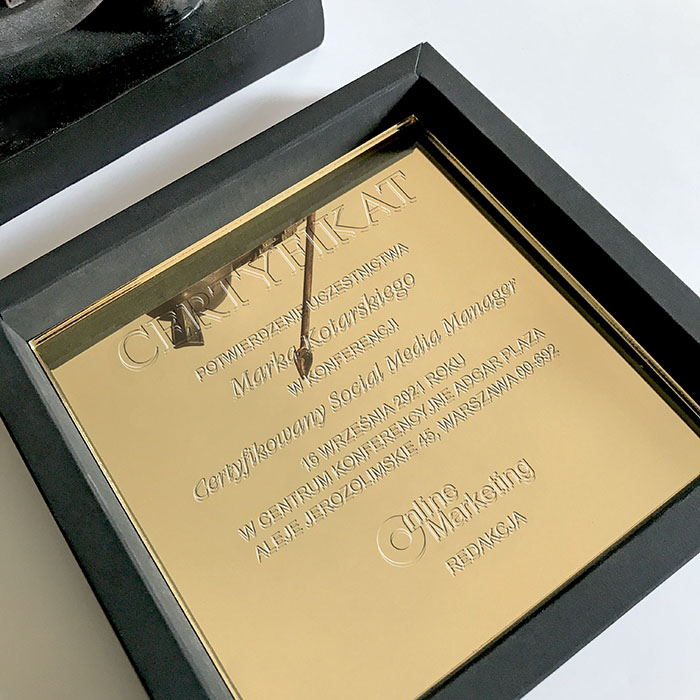 CERTYFIKAT
POTWIERDZENIE UCZESTNICTWA
Marka Kotarskiego
W KONFERENCJI
Certyfikowany Social Media Manager
16 WRZEŚNIA 2021 ROKU
W CENTRUM KONFERENCYJNE ADGAR PLAZA
ALEJE JEROZOLIMSKIE 45, WARSZAWA 00-692
Online
Marketing
REDAKCJA